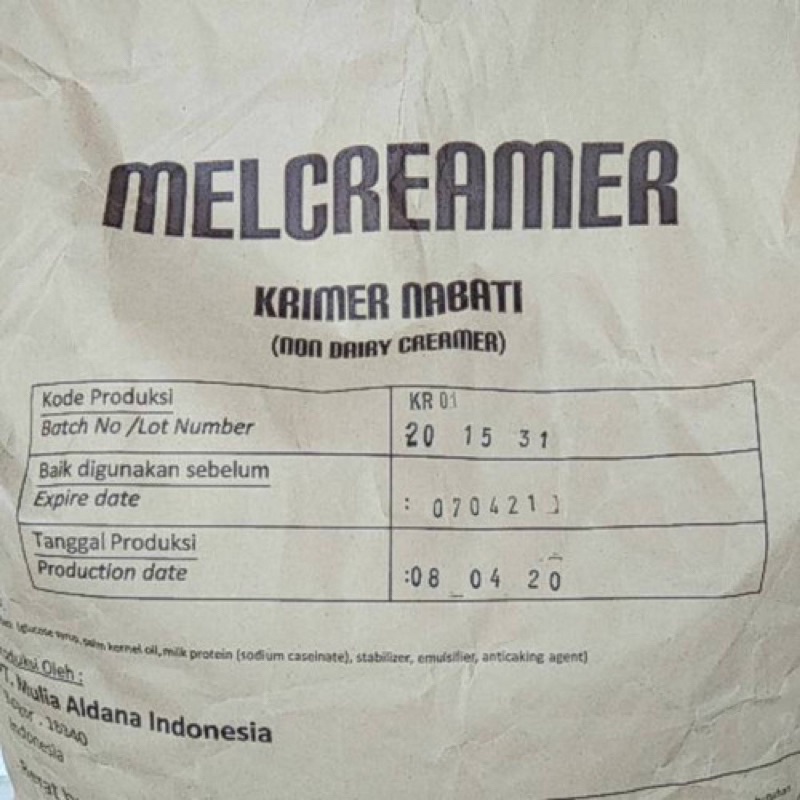 MELCREAMER
KRIMER NABATI
(NON DAIRY CREAMER)
Kode Produksi
Batch No /Lot Number
KR 01
20 15 31
Baik digunakan sebelum
Expire date
: 070421
Tanggal Produksi
Production date
:08 04 20
(glucose syrup, palm kernel oil, milk protein (sodium caseinate), stabilizer, emulsifier, anticaking agent)
Oleh :
PT. Mulia Aldana Indonesia
16340
Indonesia
Berat